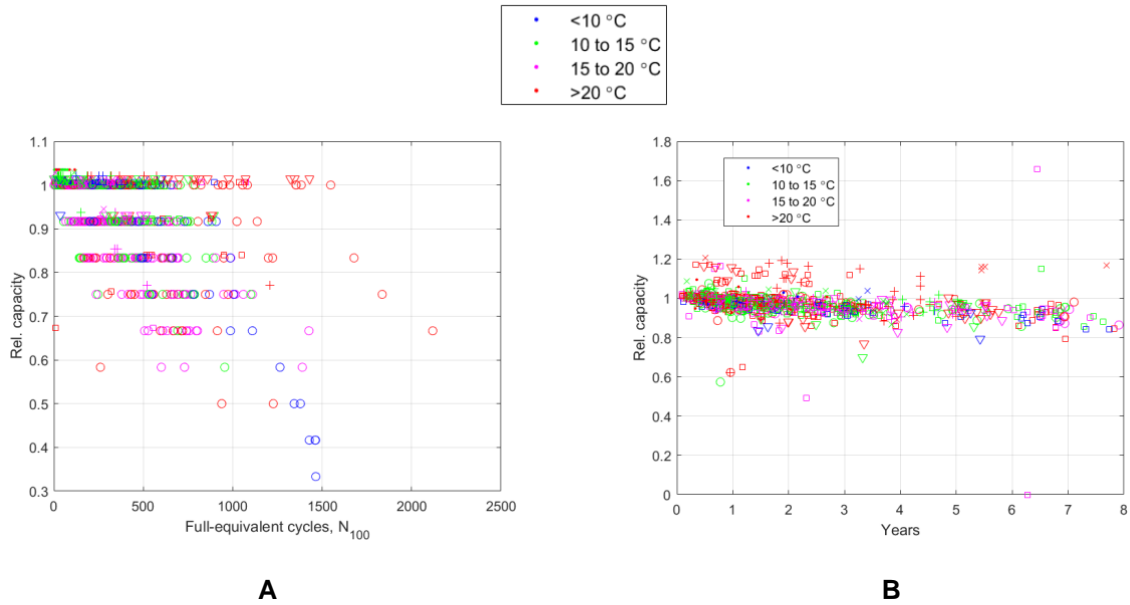 <10 °C
10 to 15 °C
15 to 20 °C
>20 °C
1.1
1
0.9
0.8
0.7
0.6
0.5
0.4
0.3
Rel. capacity
0
500
1000
1500
2000
2500
Full-equivalent cycles, N100
A
<10 °C
10 to 15 °C
15 to 20 °C
>20 °C
1.8
1.6
1.4
1.2
1
0.8
0.6
0.4
0.2
0
Rel. capacity
0
1
2
3
4
5
6
7
8
Years
B